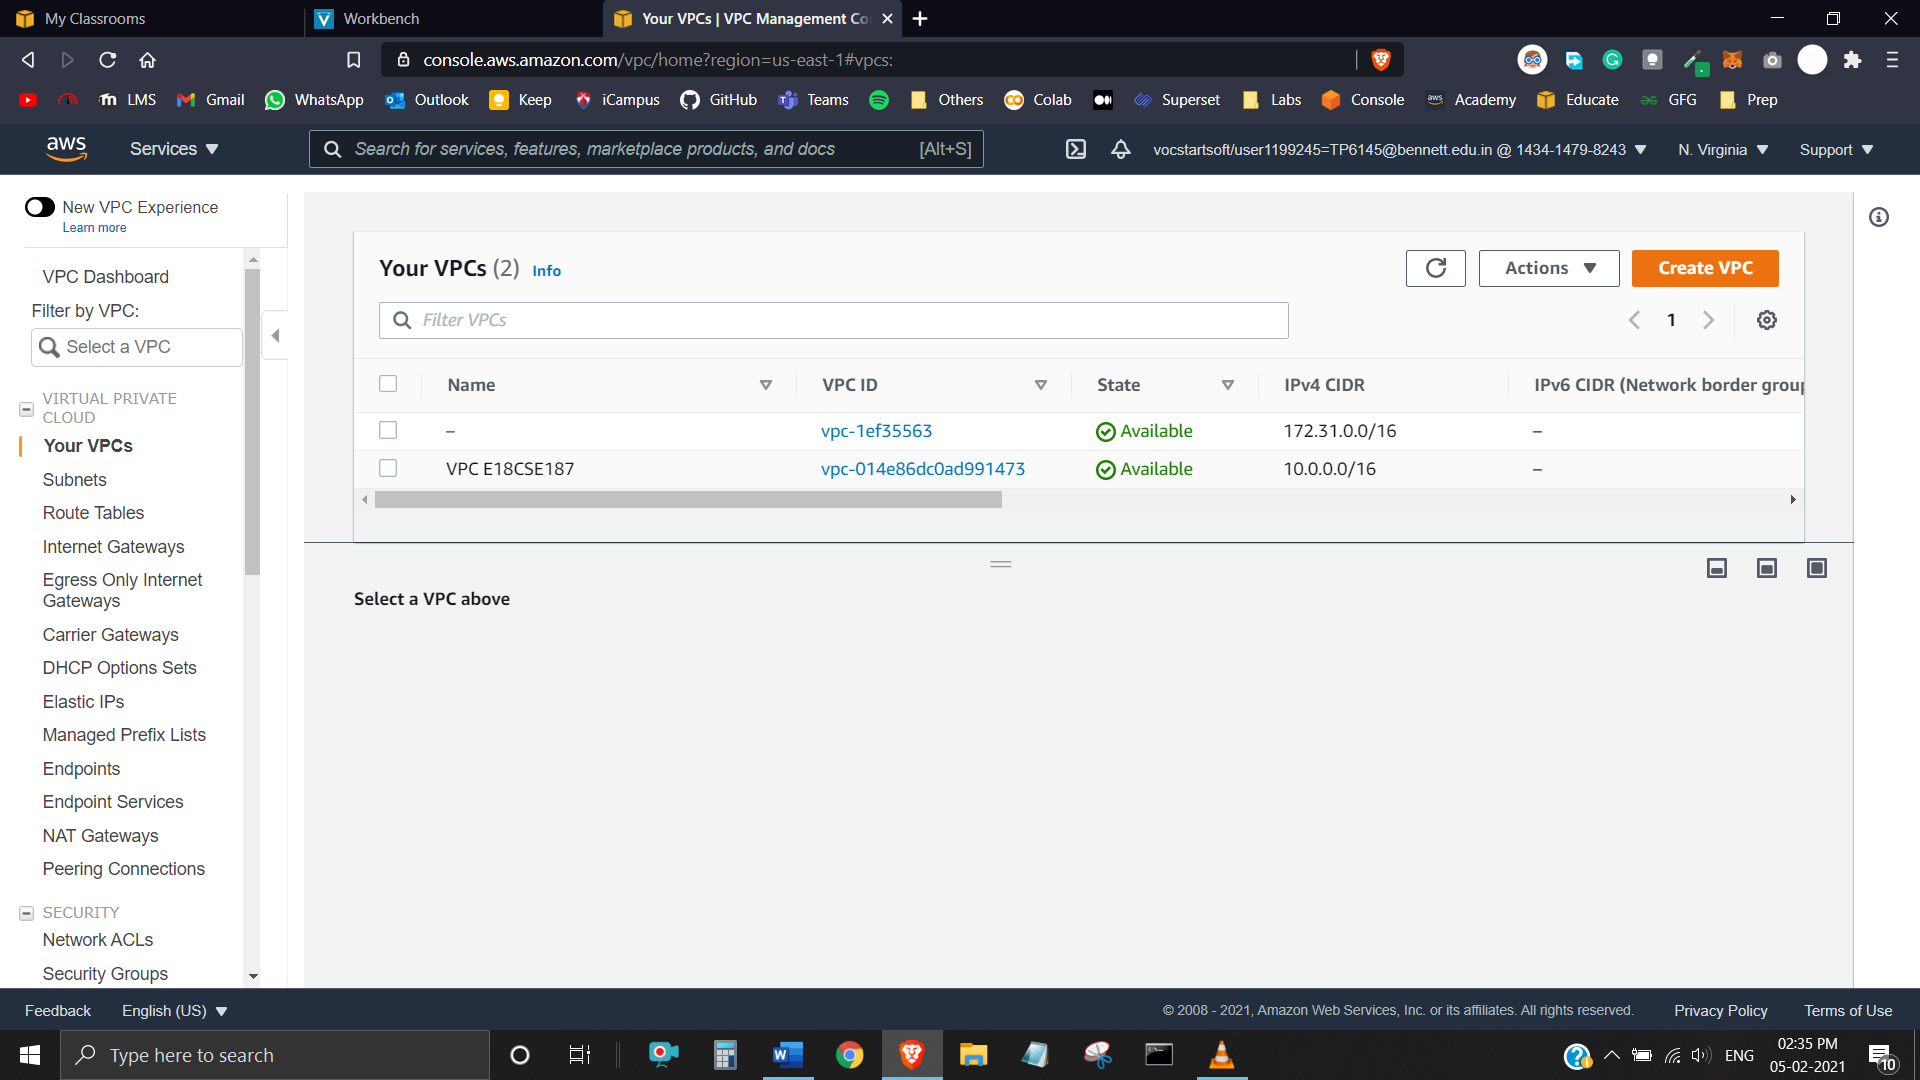 My Classrooms
Workbench
Your VPCs | VPC Management Co
console.aws.amazon.com/vpc/home?region=us-east-1#vpcs:
LMS Gmail WhatsApp Outlook Keep iCampus GitHub Teams Others Colab Superset Labs Console aws Academy Educate GFG Prep
aws Services Search for services, features, marketplace products, and docs [Alt+S] vocstartsoft/user1199245=TP6145@bennett.edu.in @ 1434-1479-8243 N. Virginia Support
New VPC Experience
Learn more
VPC Dashboard
Filter by VPC:
Select a VPC
VIRTUAL PRIVATE
CLOUD
Your VPCs
Subnets
Route Tables
Internet Gateways
Egress Only Internet
Gateways
Carrier Gateways
DHCP Options Sets
Elastic IPs
Managed Prefix Lists
Endpoints
Endpoint Services
NAT Gateways
Peering Connections
SECURITY
Network ACLs
Security Groups
Your VPCs (2) Info
Actions
Create VPC
Filter VPCs
1
Name VPC ID State IPv4 CIDR IPv6 CIDR (Network border group
– vpc-1ef35563 Available 172.31.0.0/16 –
VPC E18CSE187 vpc-014e86dc0ad991473 Available 10.0.0.0/16 –
Select a VPC above
Feedback English (US) © 2008 - 2021, Amazon Web Services, Inc. or its affiliates. All rights reserved. Privacy Policy Terms of Use
Type here to search
ENG
02:35 PM
05-02-2021
10